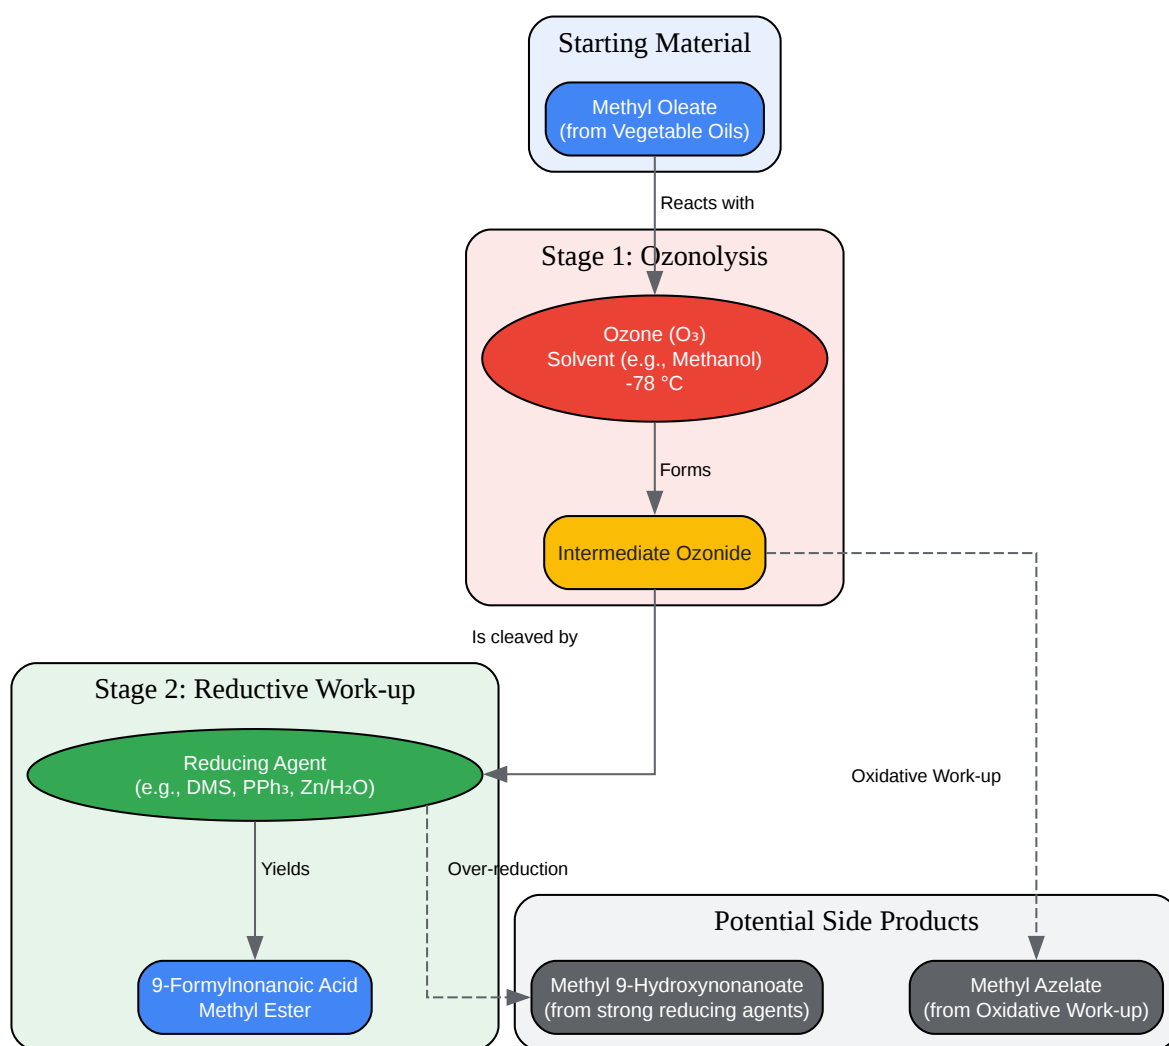 Starting Material
Methyl Oleate
(from Vegetable Oils)
Reacts with
Stage 1: Ozonolysis
Ozone (O₃)
Solvent (e.g., Methanol)
-78 °C
Forms
Intermediate Ozonide
Is cleaved by
Stage 2: Reductive Work-up
Reducing Agent
(e.g., DMS, PPh₃, Zn/H₂O)
Oxidative Work-up
Yields
Over-reduction
Potential Side Products
9-Formylnonanoic Acid
Methyl Ester
Methyl 9-Hydroxynonanoate
(from strong reducing agents)
Methyl Azelate
(from Oxidative Work-up)